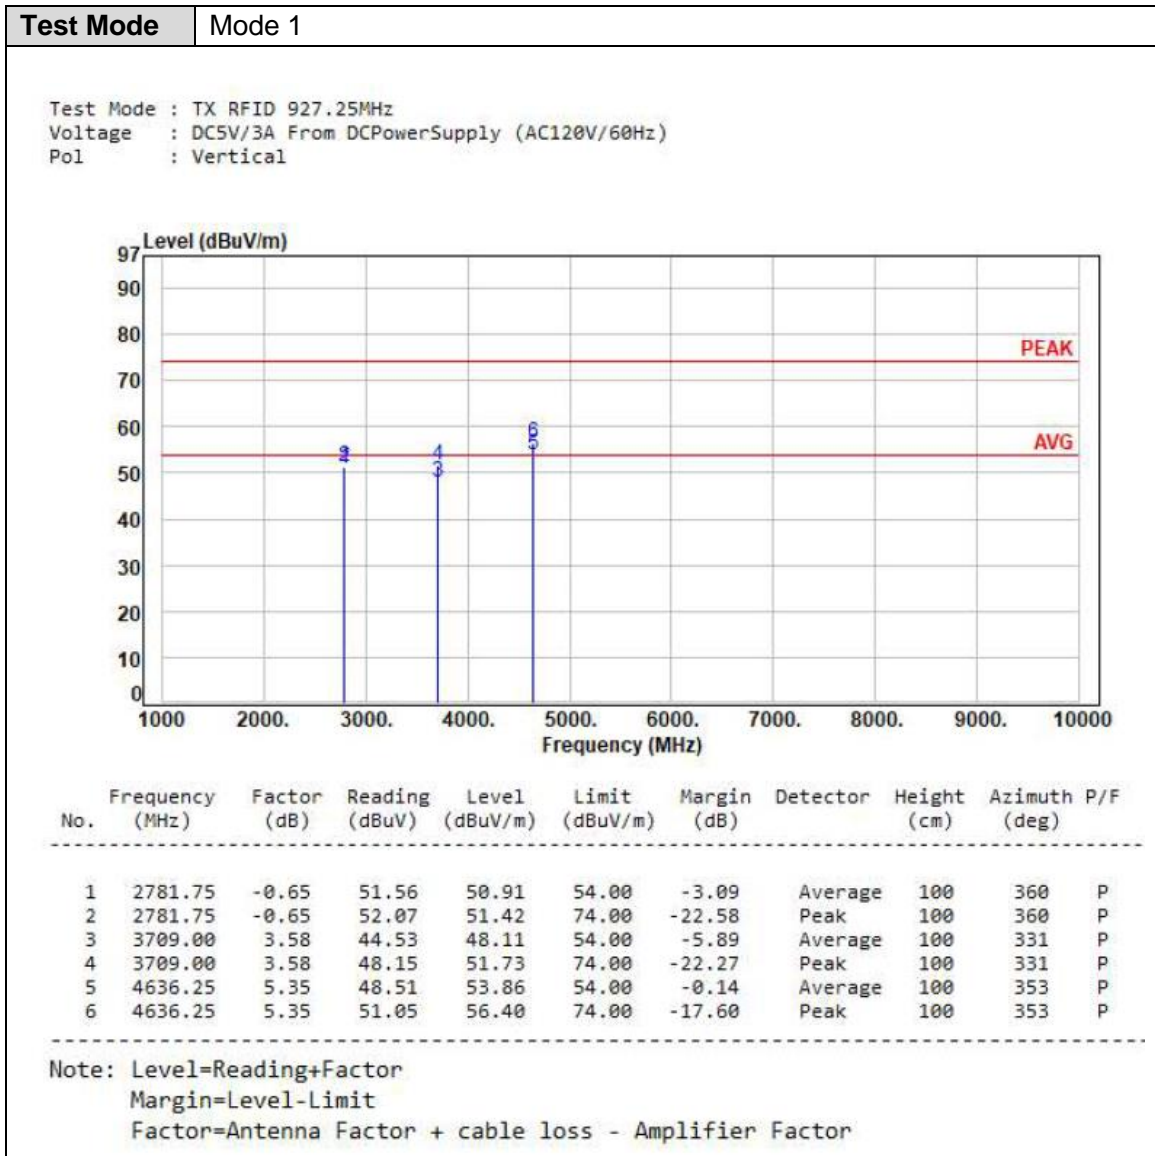 Test Mode Mode 1
Test Mode : TX RFID 927.25MHz
Voltage : DC5V/3A From DCPowerSupply (AC120V/60Hz)
Pol : Vertical
97 Level (dBuV/m)
90
80
PEAK
70
60
6
AVG
2 4 5
3
50
40
30
20
10
0
1000 2000. 3000. 4000. 5000. 6000. 7000. 8000. 9000. 10000
Frequency (MHz)
Frequency Factor Reading Level Limit Margin Detector Height Azimuth P/F
No. (MHz) (dB) (dBuV) (dBuV/m) (dBuV/m) (dB) (cm) (deg)
1 2781.75 -0.65 51.56 50.91 54.00 -3.09 Average 100 360 P
2 2781.75 -0.65 52.07 51.42 74.00 -22.58 Peak 100 360 P
3 3709.00 3.58 44.53 48.11 54.00 -5.89 Average 100 331 P
4 3709.00 3.58 48.15 51.73 74.00 -22.27 Peak 100 331 P
5 4636.25 5.35 48.51 53.86 54.00 -0.14 Average 100 353 P
6 4636.25 5.35 51.05 56.40 74.00 -17.60 Peak 100 353 P
Note: Level=Reading+Factor
Margin=Level-Limit
Factor=Antenna Factor + cable loss - Amplifier Factor